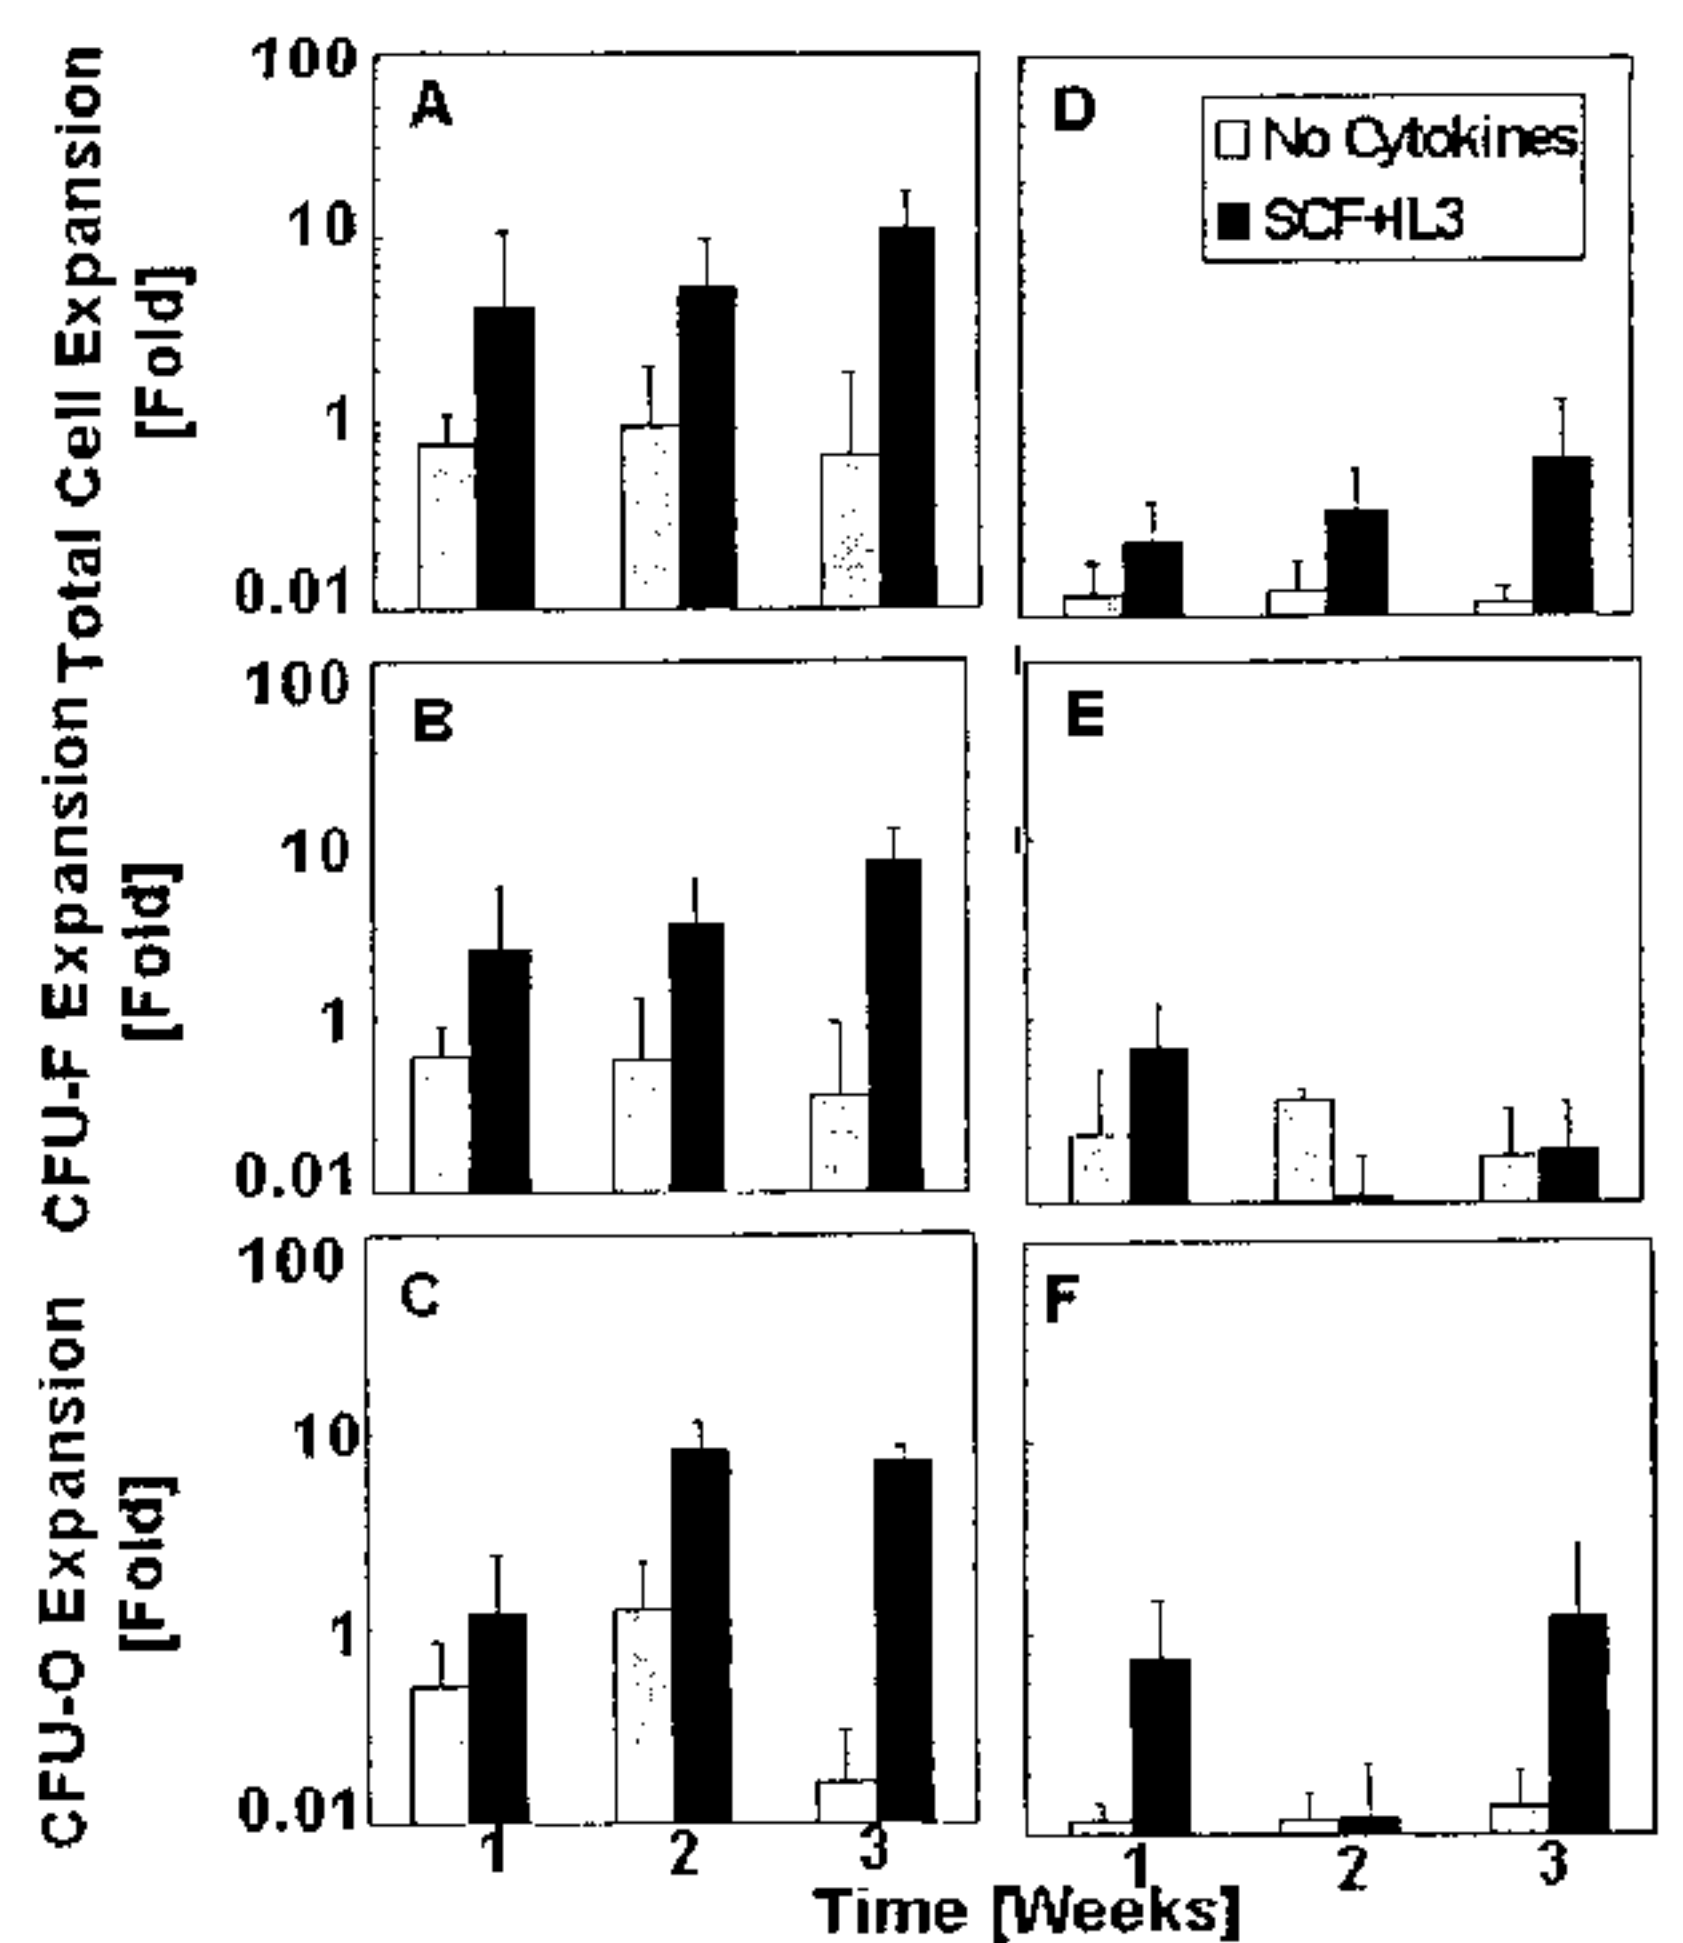 Total Cell Expansion
[Fold]
100
10
1
0.01
A
D
No Cytokines
SCF+IL3
CFU-F Expansion
[Fold]
100
10
1
0.01
B
E
CFU-O Expansion
[Fold]
100
10
1
0.01
C
F
1 2 3
1 2 3
Time [Weeks]